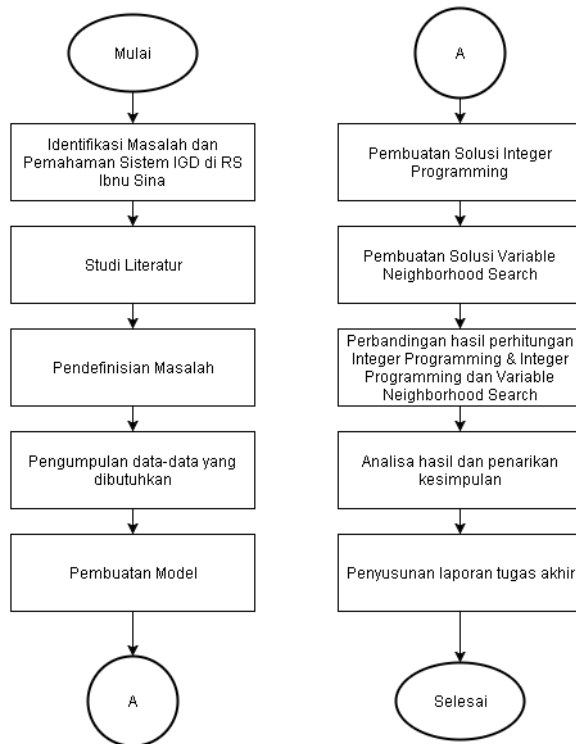 Mulai
Identifikasi Masalah dan
Pemahaman Sistem IGD di RS
Ibnu Sina
Studi Literatur
Pendefinisian Masalah
Pengumpulan data-data yang
dibutuhkan
Pembuatan Model
A
A
Pembuatan Solusi Integer
Programming
Pembuatan Solusi Variable
Neighborhood Search
Perbandingan hasil perhitungan
Integer Programming & Integer
Programming dan Variable
Neighborhood Search
Analisa hasil dan penarikan
kesimpulan
Penyusunan laporan tugas akhir
Selesai